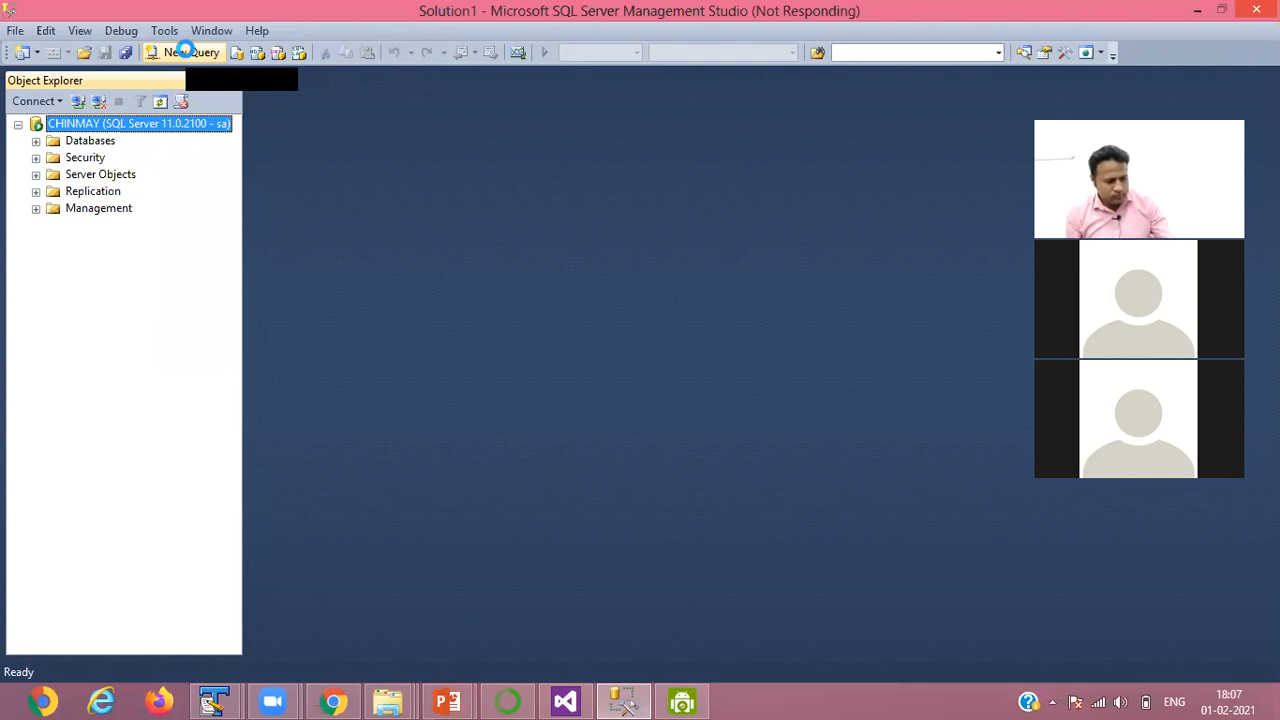 Solution1 - Microsoft SQL Server Management Studio (Not Responding)
File Edit View Debug Tools Window Help
New Query
Object Explorer
Connect
CHINMAY (SQL Server 11.0.2100 - sa)
Databases
Security
Server Objects
Replication
Management
Ready
ENG
18:07
01-02-2021